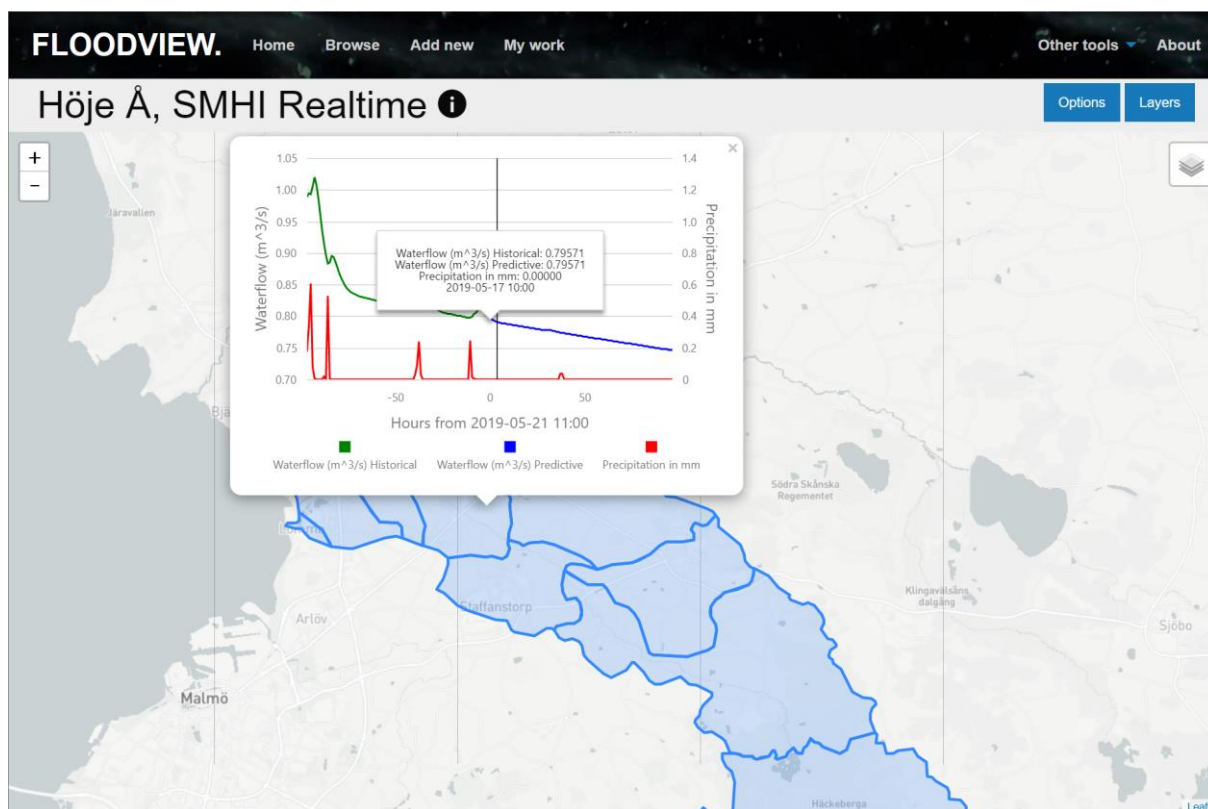 FLOODVIEW.
Home Browse Add new My work
Other tools About
Höje Å, SMHI Realtime i
Options Layers
+
−
×
1.05
1.00
0.95
0.90
0.85
0.80
0.75
0.70
Waterflow (m^3/s)
1.4
1.2
1.0
0.8
0.6
0.4
0.2
0
Precipitation in mm
Waterflow (m^3/s) Historical: 0.79571
Waterflow (m^3/s) Predictive: 0.79571
Precipitation in mm: 0.00000
2019-05-17 10:00
-50 0 50
Hours from 2019-05-21 11:00
Waterflow (m^3/s) Historical Waterflow (m^3/s) Predictive Precipitation in mm
Järavallen
Södra Skånska
Regementet
Staffanstorp
Arlöv
Klingavälsåns
dalgång
Sjöbo
Malmö
Häckeberga